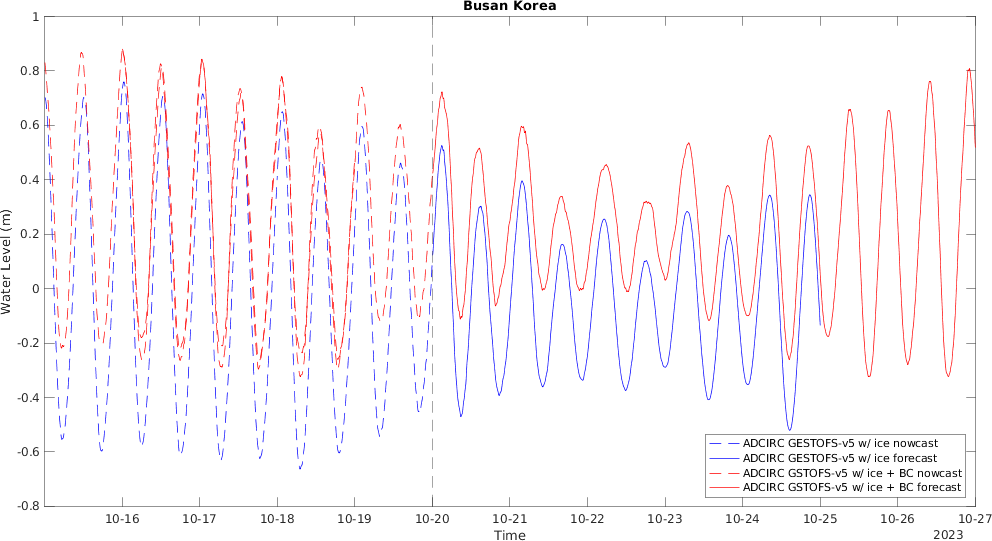 Busan Korea
Water Level (m)
1
0.8
0.6
0.4
0.2
0
-0.2
-0.4
-0.6
-0.8
ADCIRC GESTOFS-v5 w/ ice nowcast
ADCIRC GESTOFS-v5 w/ ice forecast
ADCIRC GSTOFS-v5 w/ ice + BC nowcast
ADCIRC GSTOFS-v5 w/ ice + BC forecast
10-16 10-17 10-18 10-19 10-20 10-21 10-22 10-23 10-24 10-25 10-26 10-27
Time
2023